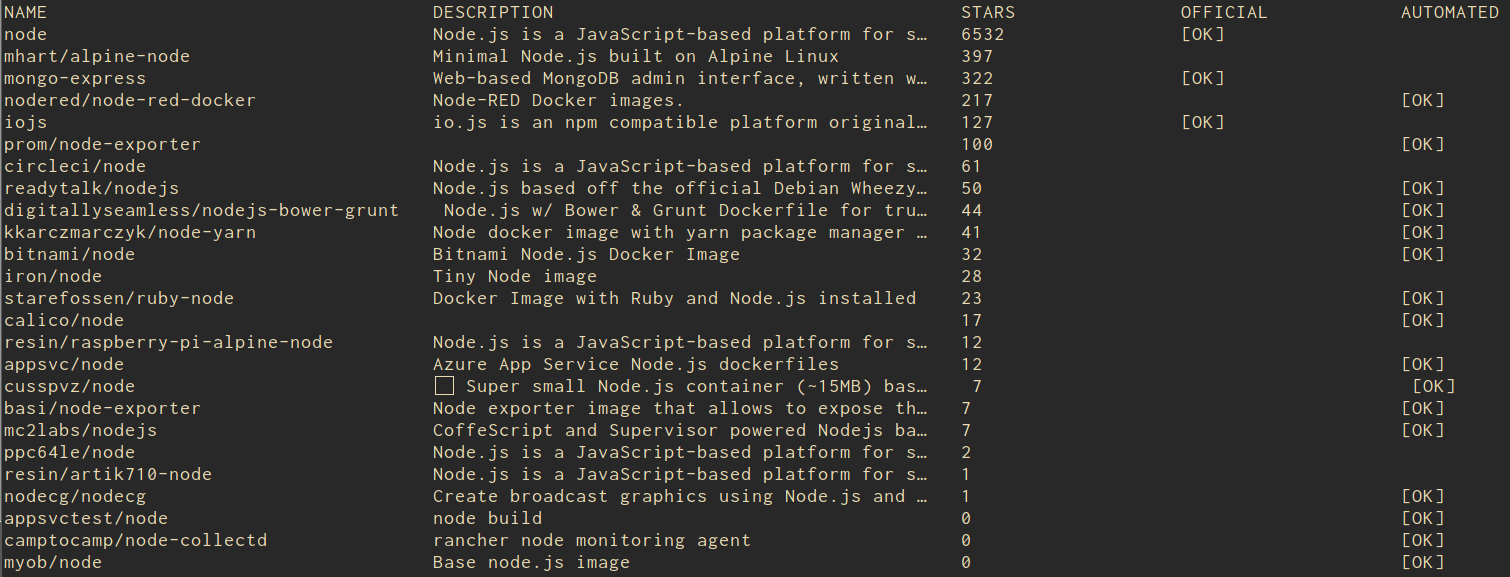 NAME DESCRIPTION STARS OFFICIAL AUTOMATED
node Node.js is a JavaScript-based platform for s… 6532 [OK]
mhart/alpine-node Minimal Node.js built on Alpine Linux 397
mongo-express Web-based MongoDB admin interface, written w… 322 [OK]
nodered/node-red-docker Node-RED Docker images. 217 [OK]
iojs io.js is an npm compatible platform original… 127 [OK]
prom/node-exporter 100 [OK]
circleci/node Node.js is a JavaScript-based platform for s… 61
readytalk/nodejs Node.js based off the official Debian Wheezy… 50 [OK]
digitallyseamless/nodejs-bower-grunt Node.js w/ Bower & Grunt Dockerfile for tru… 44 [OK]
kkarczmarczyk/node-yarn Node docker image with yarn package manager … 41 [OK]
bitnami/node Bitnami Node.js Docker Image 32 [OK]
iron/node Tiny Node image 28
starefossen/ruby-node Docker Image with Ruby and Node.js installed 23 [OK]
calico/node 17 [OK]
resin/raspberry-pi-alpine-node Node.js is a JavaScript-based platform for s… 12
appsvc/node Azure App Service Node.js dockerfiles 12 [OK]
cusspvz/node Super small Node.js container (~15MB) bas… 7 [OK]
basi/node-exporter Node exporter image that allows to expose th… 7 [OK]
mc2labs/nodejs CoffeScript and Supervisor powered Nodejs ba… 7 [OK]
ppc64le/node Node.js is a JavaScript-based platform for s… 2
resin/artik710-node Node.js is a JavaScript-based platform for s… 1
nodecg/nodecg Create broadcast graphics using Node.js and … 1 [OK]
appsvctest/node node build 0 [OK]
camptocamp/node-collectd rancher node monitoring agent 0 [OK]
myob/node Base node.js image 0 [OK]